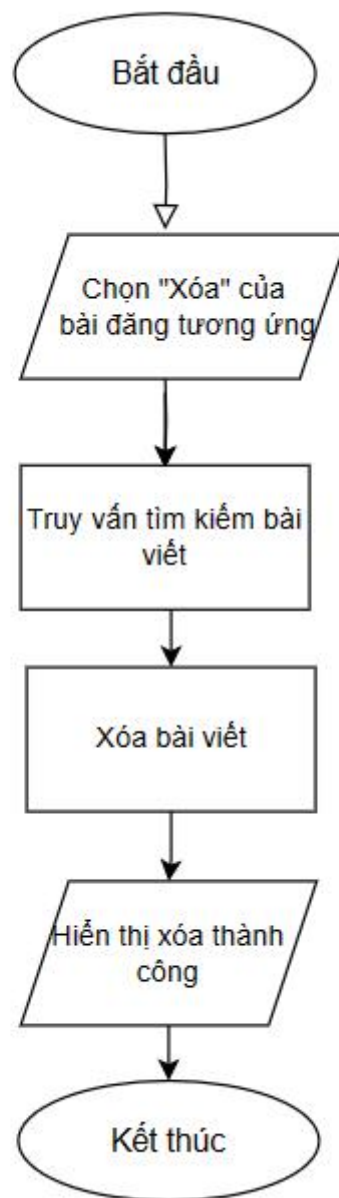 Bắt đầu
Chọn "Xóa" của
bài đăng tương ứng
Truy vấn tìm kiếm bài
viết
Xóa bài viết
Hiển thị xóa thành
công
Kết thúc